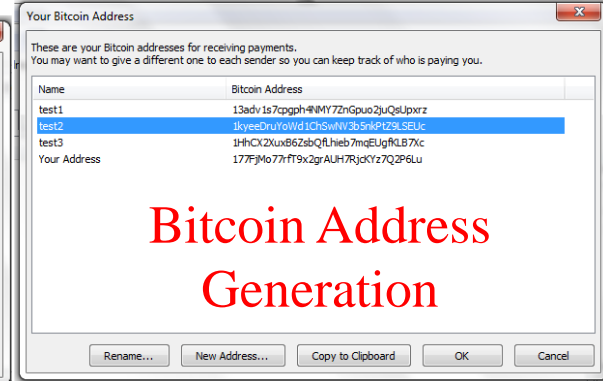 Your Bitcoin Address
These are your Bitcoin addresses for receiving payments.
You may want to give a different one to each sender so you can keep track of who is paying you.
Name Bitcoin Address
test1 13adv1s7cpgph4NMY7ZnGpuo2juQsUpxrz
test2 1kyeeDruYoWd1ChSwNV3b5nkPtZ9LSEUc
test3 1HhCX2XuxB6ZsbQfLhieb7mqEUgfKLB7Xc
Your Address 177FjMo77rfT9x2grAUH7RjcKYz7Q2P6Lu
Bitcoin Address
Generation
Rename... New Address... Copy to Clipboard OK Cancel